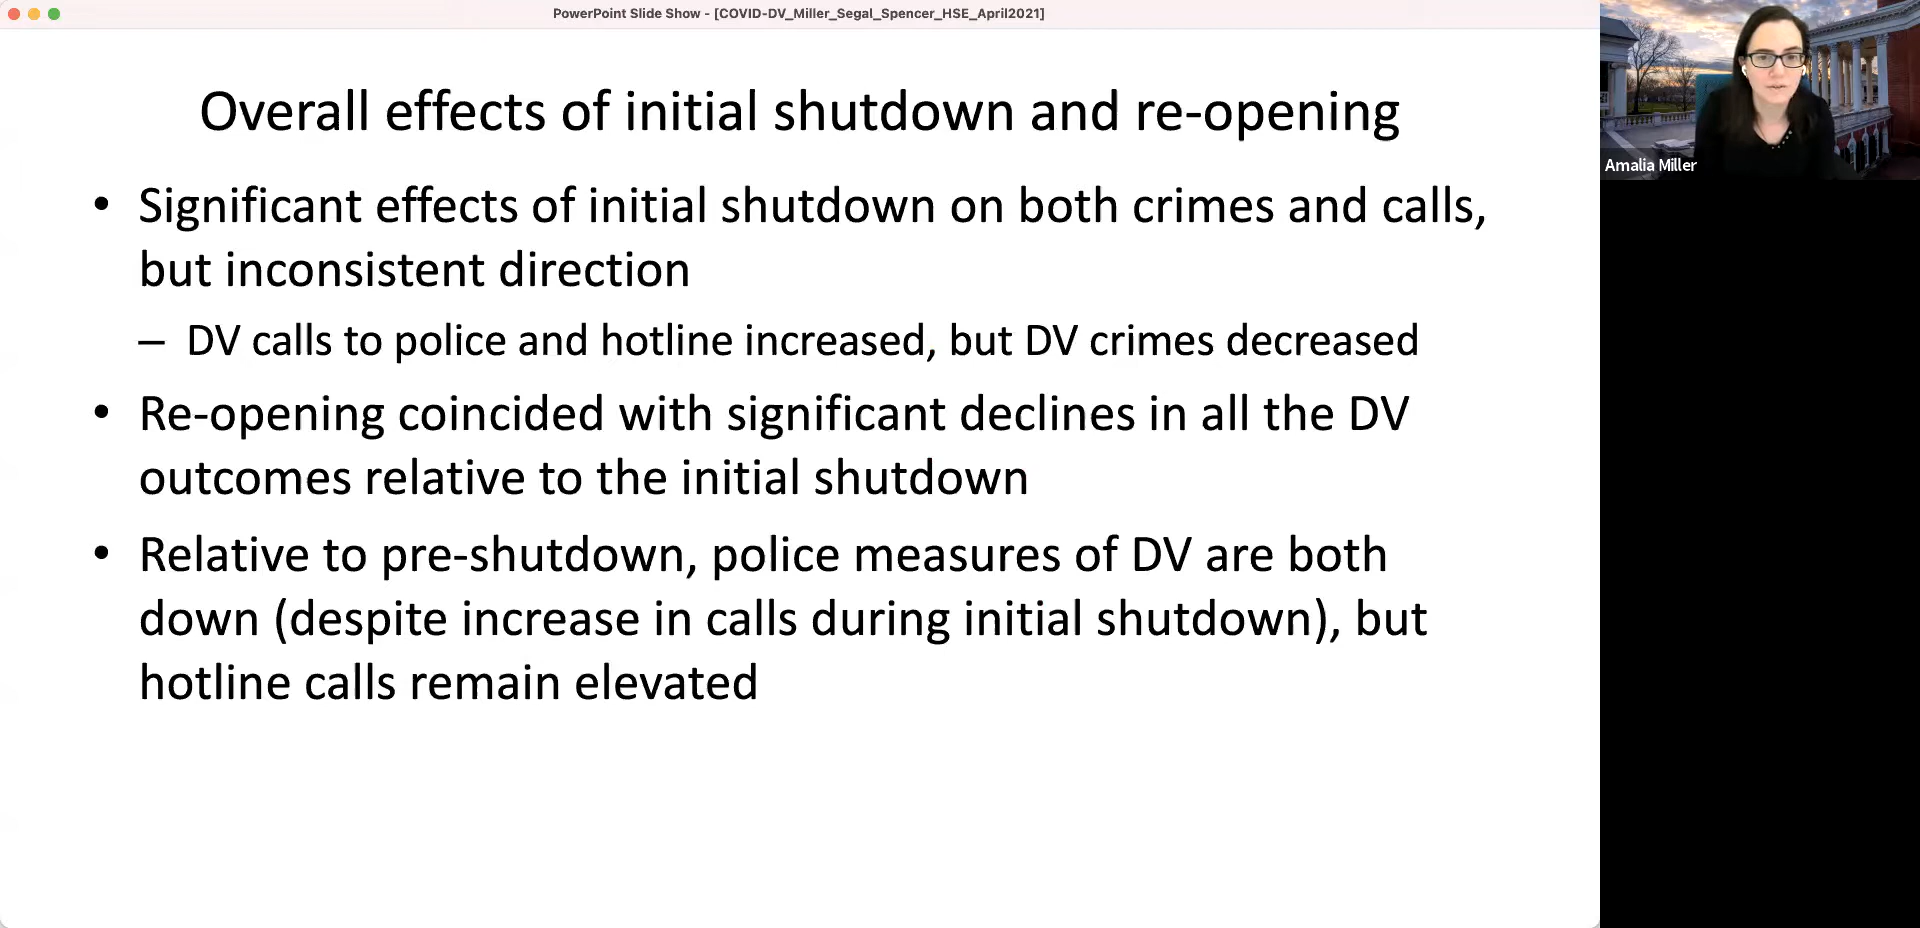 PowerPoint Slide Show - [COVID-DV_Miller_Segal_Spencer_HSE_April2021]
Overall effects of initial shutdown and re-opening
• Significant effects of initial shutdown on both crimes and calls,
but inconsistent direction
– DV calls to police and hotline increased, but DV crimes decreased
• Re-opening coincided with significant declines in all the DV
outcomes relative to the initial shutdown
• Relative to pre-shutdown, police measures of DV are both
down (despite increase in calls during initial shutdown), but
hotline calls remain elevated
Amalia Miller